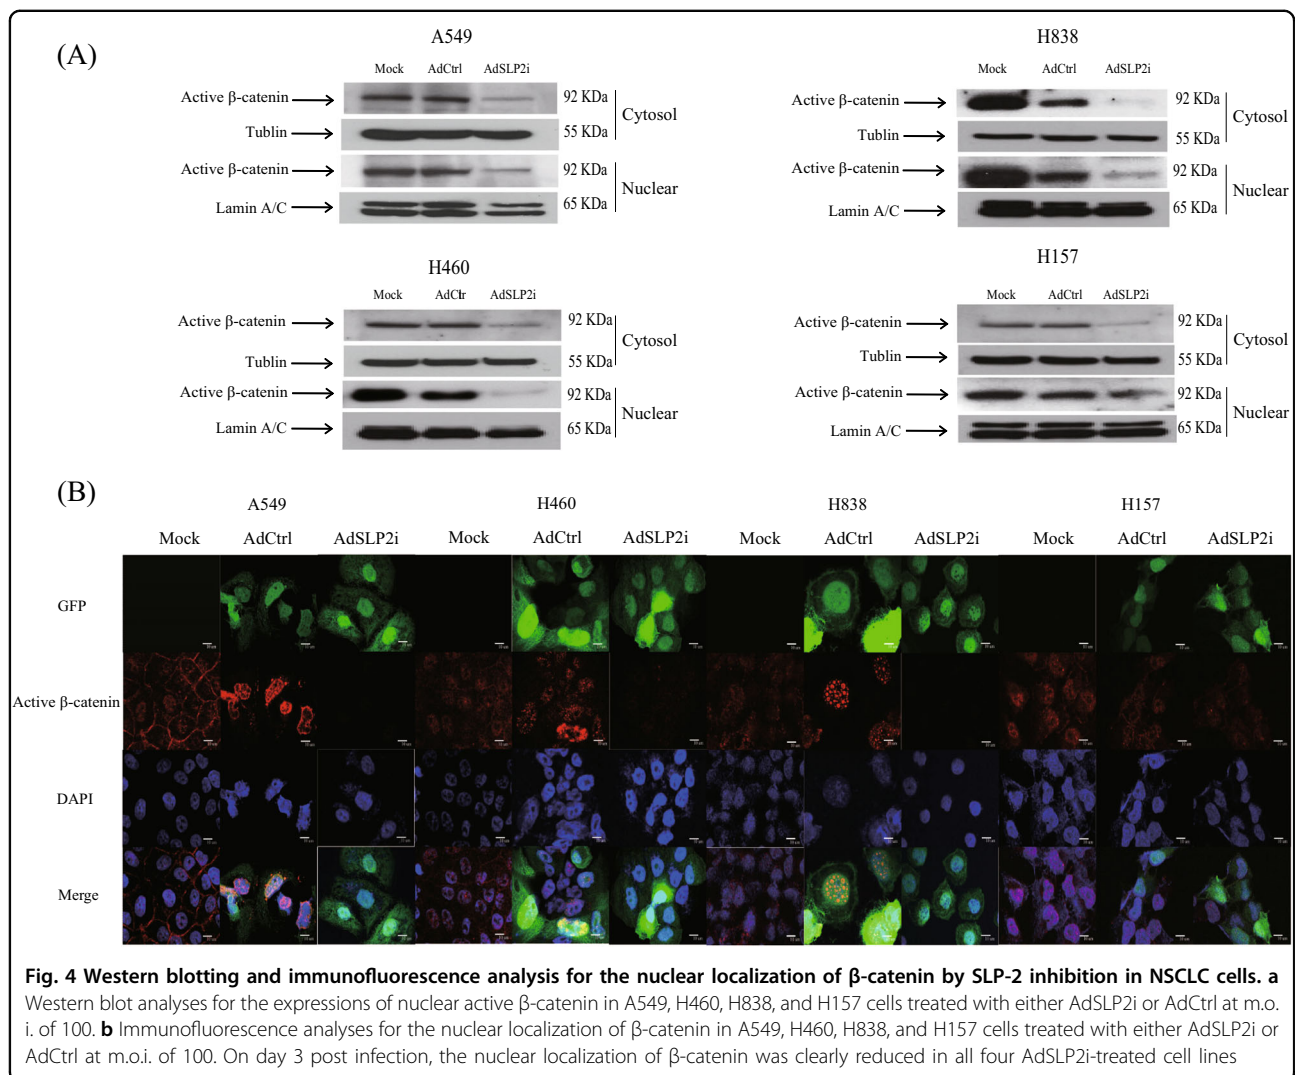 (A)
A549
Mock AdCtrl AdSLP2i
Active β-catenin 92 KDa
Cytosol
Tublin 55 KDa
Active β-catenin 92 KDa
Nuclear
Lamin A/C 65 KDa
H838
Mock AdCtrl AdSLP2i
Active β-catenin 92 KDa
Cytosol
Tublin 55 KDa
Active β-catenin 92 KDa
Nuclear
Lamin A/C 65 KDa
H460
Mock AdCtr AdSLP2i
Active β-catenin 92 KDa
Cytosol
Tublin 55 KDa
Active β-catenin 92 KDa
Nuclear
Lamin A/C 65 KDa
H157
Mock AdCtrl AdSLP2i
Active β-catenin 92 KDa
Cytosol
Tublin 55 KDa
Active β-catenin 92 KDa
Nuclear
Lamin A/C 65 KDa
(B)
A549 H460 H838 H157
Mock AdCtrl AdSLP2i Mock AdCtrl AdSLP2i Mock AdCtrl AdSLP2i Mock AdCtrl AdSLP2i
GFP
Active β-catenin
DAPI
Merge
Fig. 4 Western blotting and immunofluorescence analysis for the nuclear localization of β-catenin by SLP-2 inhibition in NSCLC cells. a
Western blot analyses for the expressions of nuclear active β-catenin in A549, H460, H838, and H157 cells treated with either AdSLP2i or AdCtrl at m.o.
i. of 100. b Immunofluorescence analyses for the nuclear localization of β-catenin in A549, H460, H838, and H157 cells treated with either AdSLP2i or
AdCtrl at m.o.i. of 100. On day 3 post infection, the nuclear localization of β-catenin was clearly reduced in all four AdSLP2i-treated cell lines